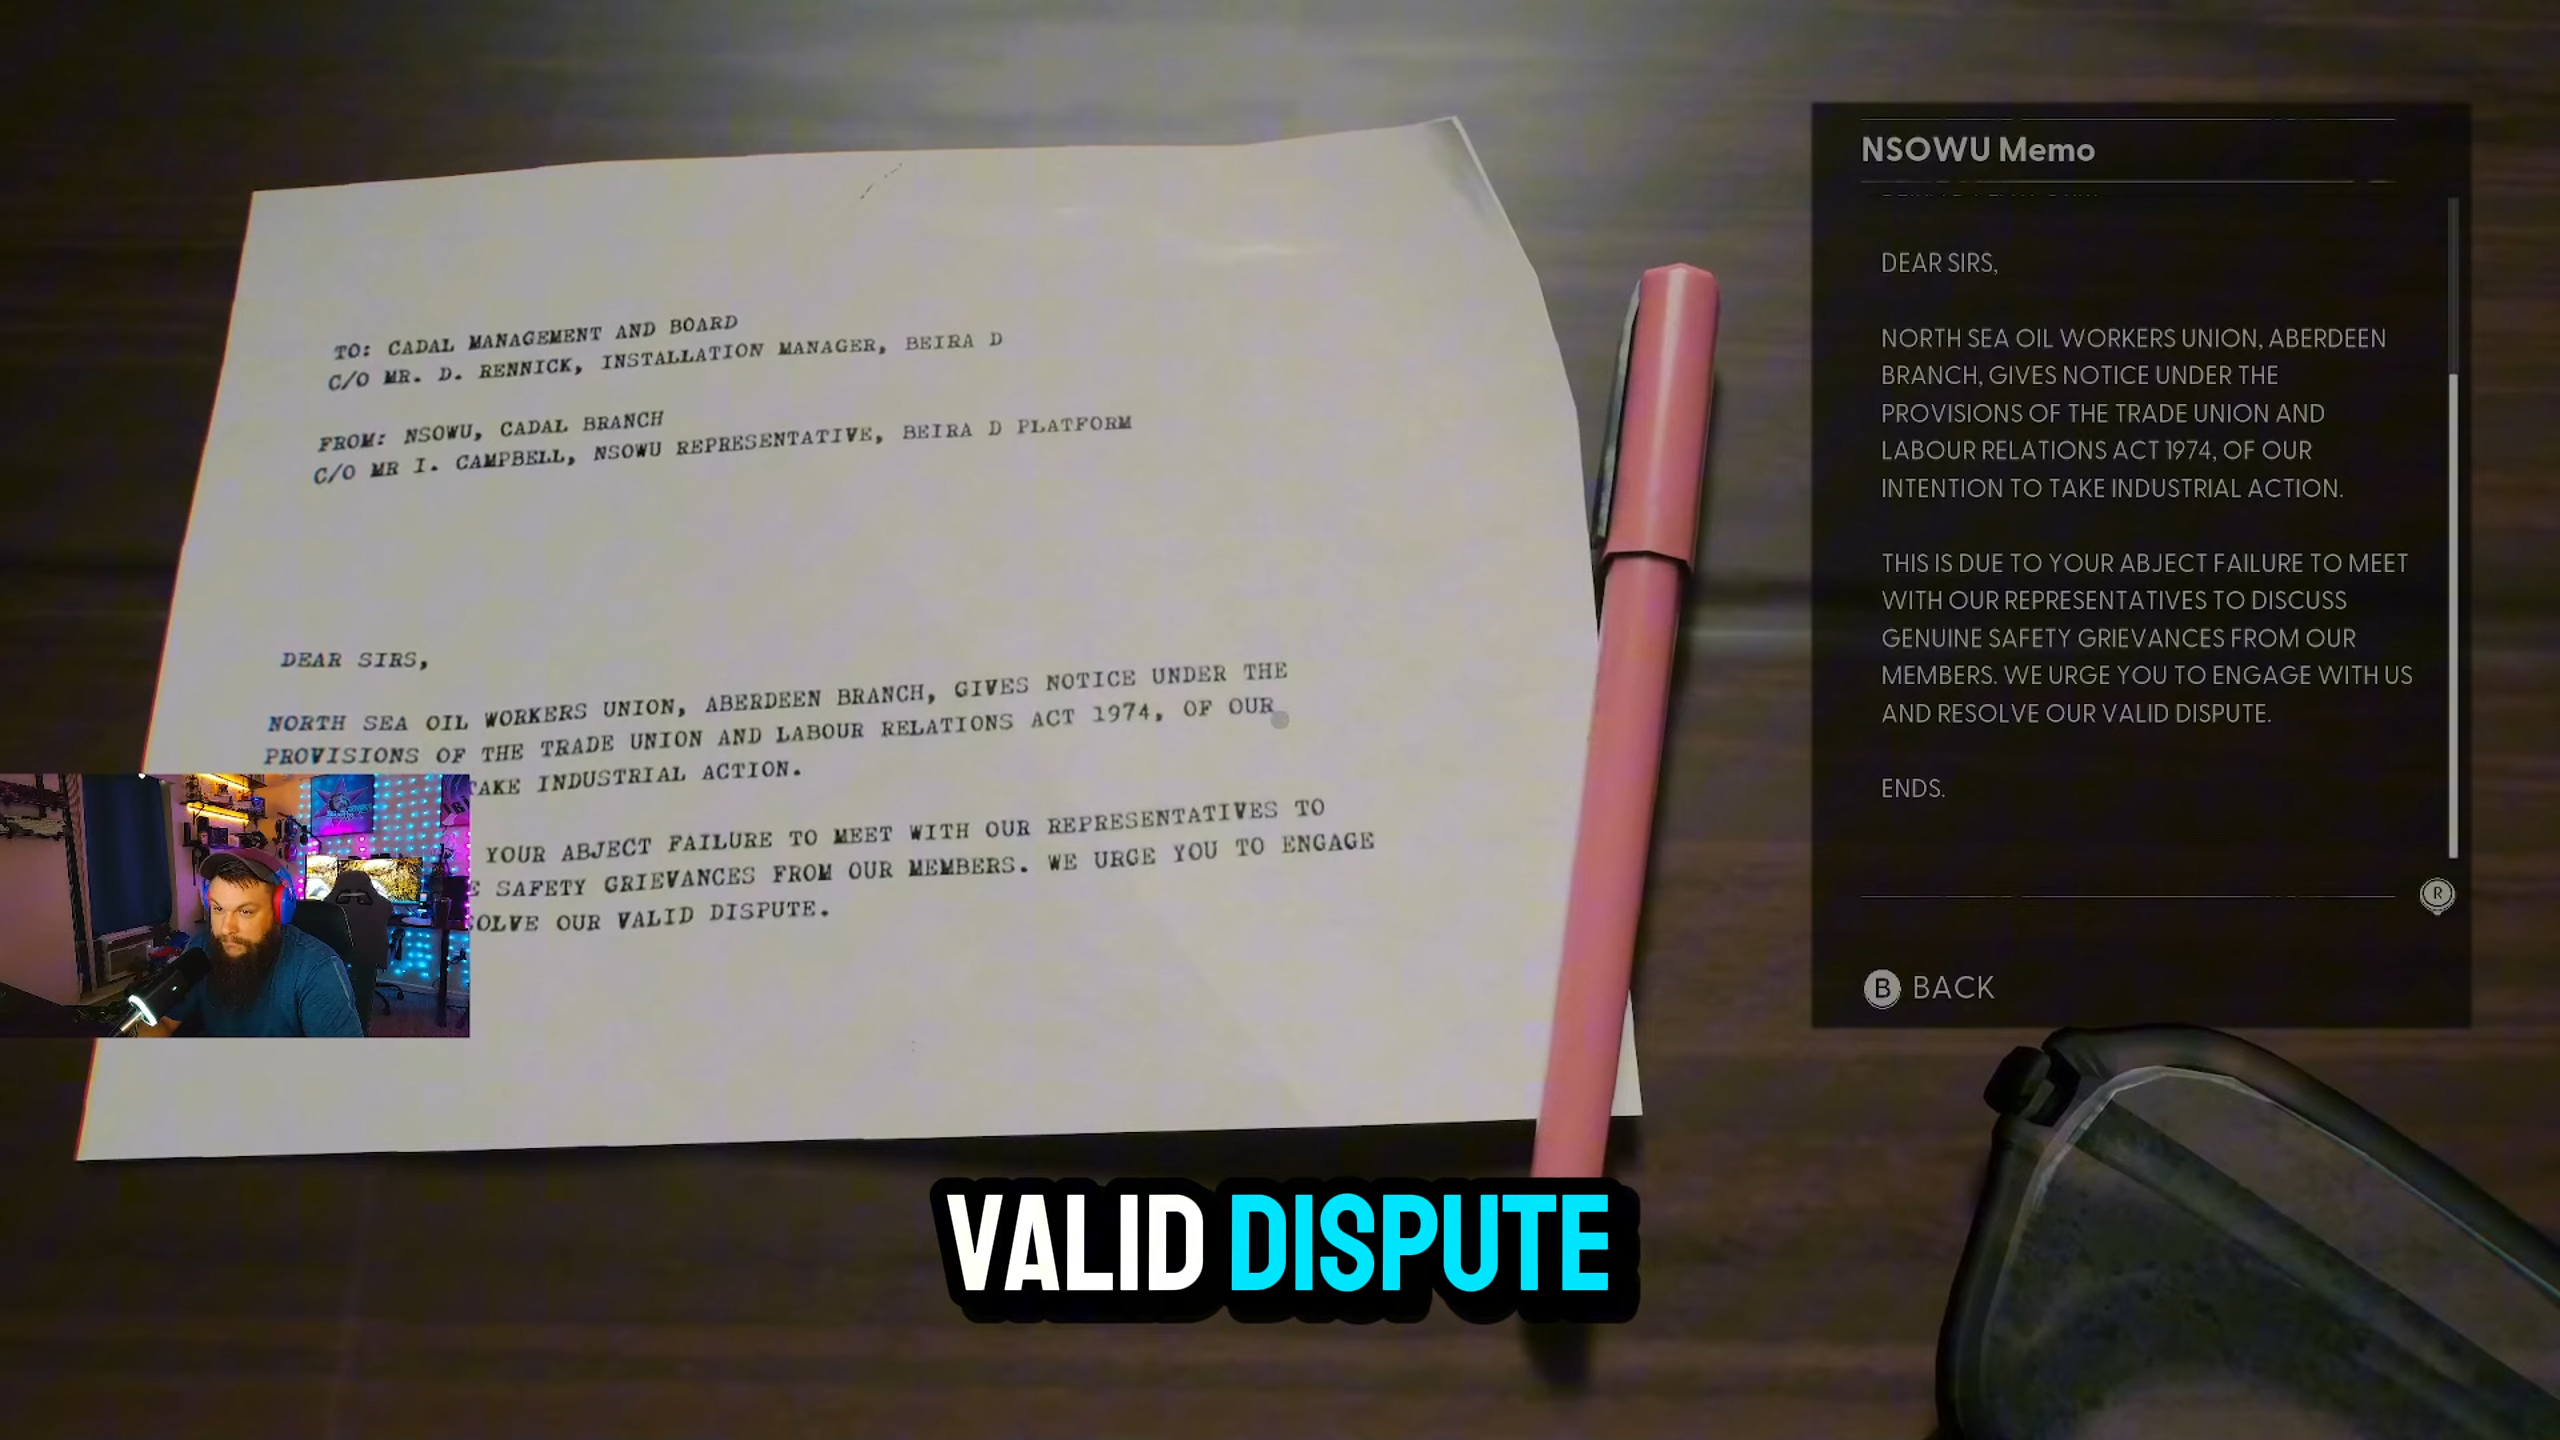 TO: CADAL MANAGEMENT AND BOARD
C/O MR. D. RENNICK, INSTALLATION MANAGER, BEIRA D
FROM: NSOWU, CADAL BRANCH
C/O MR I. CAMPBELL, NSOWU REPRESENTATIVE, BEIRA D PLATFORM
DEAR SIRS,
NORTH SEA OIL WORKERS UNION, ABERDEEN BRANCH, GIVES NOTICE UNDER THE
PROVISIONS OF THE TRADE UNION AND LABOUR RELATIONS ACT 1974, OF OUR
TAKE INDUSTRIAL ACTION.
YOUR ABJECT FAILURE TO MEET WITH OUR REPRESENTATIVES TO
SAFETY GRIEVANCES FROM OUR MEMBERS. WE URGE YOU TO ENGAGE
OLVE OUR VALID DISPUTE.
NSOWU Memo
DEAR SIRS,
NORTH SEA OIL WORKERS UNION, ABERDEEN
BRANCH, GIVES NOTICE UNDER THE
PROVISIONS OF THE TRADE UNION AND
LABOUR RELATIONS ACT 1974, OF OUR
INTENTION TO TAKE INDUSTRIAL ACTION.
THIS IS DUE TO YOUR ABJECT FAILURE TO MEET
WITH OUR REPRESENTATIVES TO DISCUSS
GENUINE SAFETY GRIEVANCES FROM OUR
MEMBERS. WE URGE YOU TO ENGAGE WITH US
AND RESOLVE OUR VALID DISPUTE.
ENDS.
R
B BACK
VALID DISPUTE